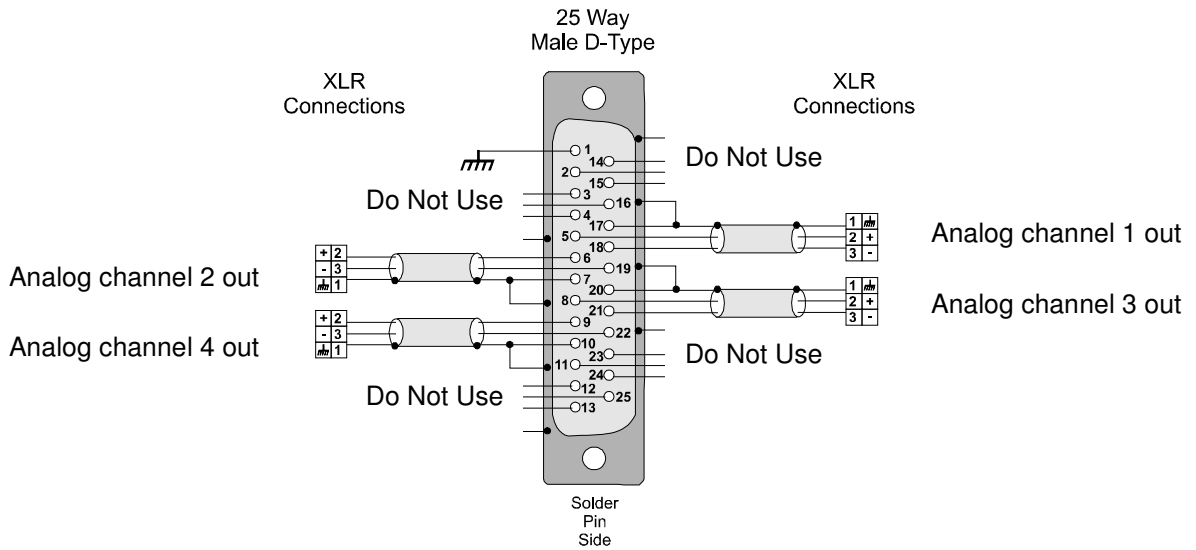 25 Way
Male D-Type
XLR
Connections
XLR
Connections
1
14
2
15
3
16
4
17
5
18
6
19
7
20
8
21
9
22
10
23
11
24
12
25
13
Do Not Use
Do Not Use
1
2 +
3 -
Analog channel 1 out
+ 2
- 3
1
Analog channel 2 out
1
2 +
3 -
Analog channel 3 out
+ 2
- 3
1
Analog channel 4 out
Do Not Use
Do Not Use
Solder
Pin
Side